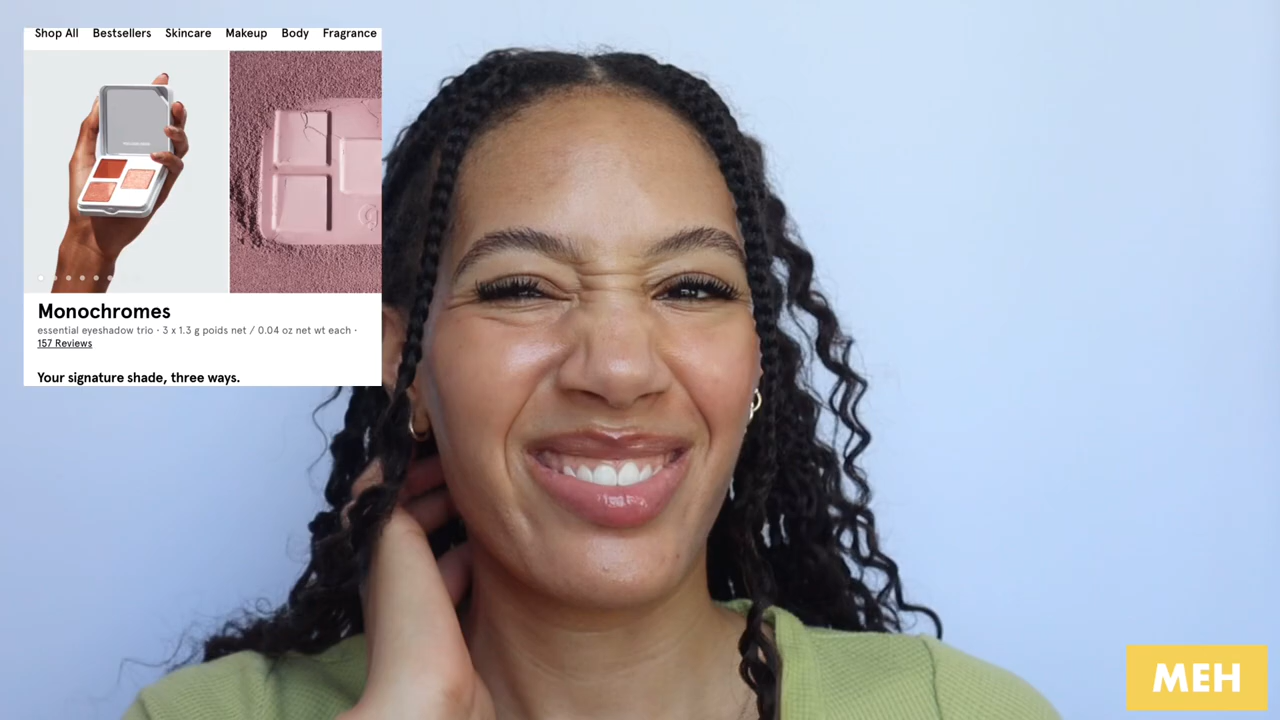 Shop All Bestsellers Skincare Makeup Body Fragrance
Monochromes
essential eyeshadow trio · 3 x 1.3 g poids net / 0.04 oz net wt each ·
157 Reviews
Your signature shade, three ways.
MEH